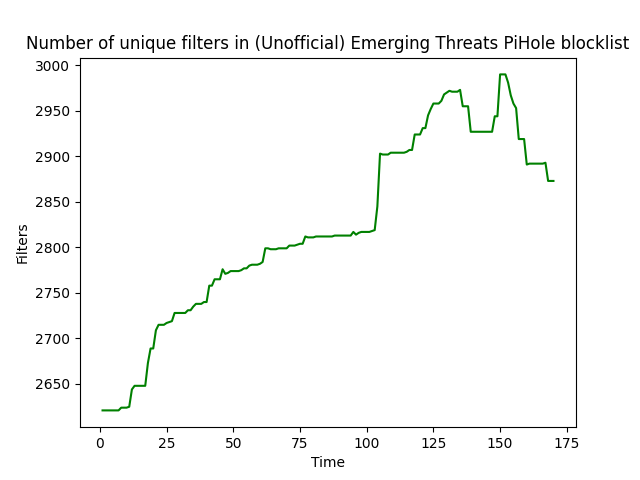 Number of unique filters in (Unofficial) Emerging Threats PiHole blocklist
3000
2950
2900
2850
2800
2750
2700
2650
Filters
0 25 50 75 100 125 150 175
Time